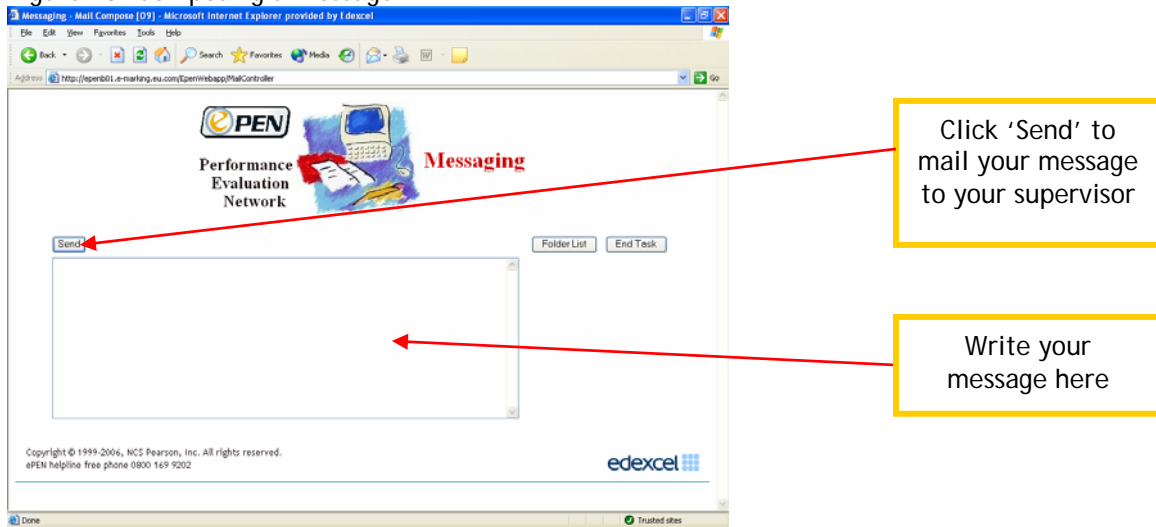 Messaging - Mail Compose [09] - Microsoft Internet Explorer provided by Edexcel
File Edit View Favorites Tools Help
Back Search Favorites Media
Address http://epenb01.e-marking.eu.com/EpenWebapp/MailController Go
ePEN
Performance
Evaluation
Network
Messaging
Send Folder List End Task
Copyright © 1999-2006, NCS Pearson, Inc. All rights reserved.
ePEN helpline free phone 0800 169 9202
edexcel
Done Trusted sites
Click 'Send' to
mail your message
to your supervisor
Write your
message here